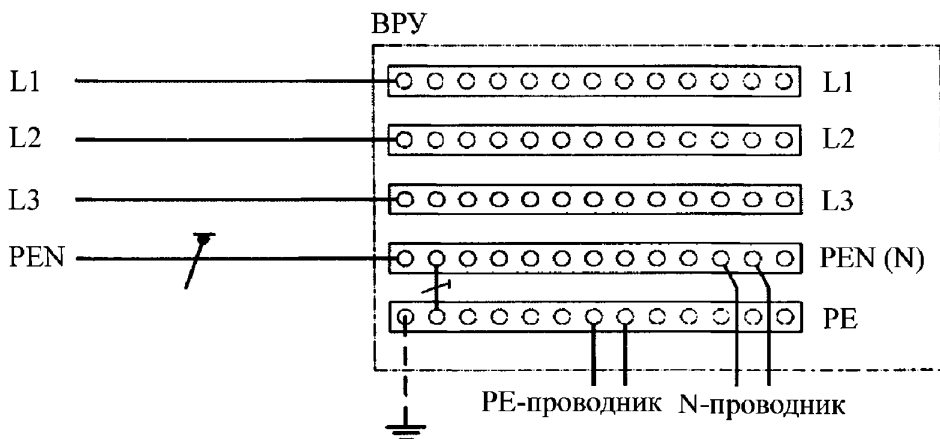 ВРУ
L1 L1
L2 L2
L3 L3
PEN PEN (N)
PE
PE-проводник N-проводник